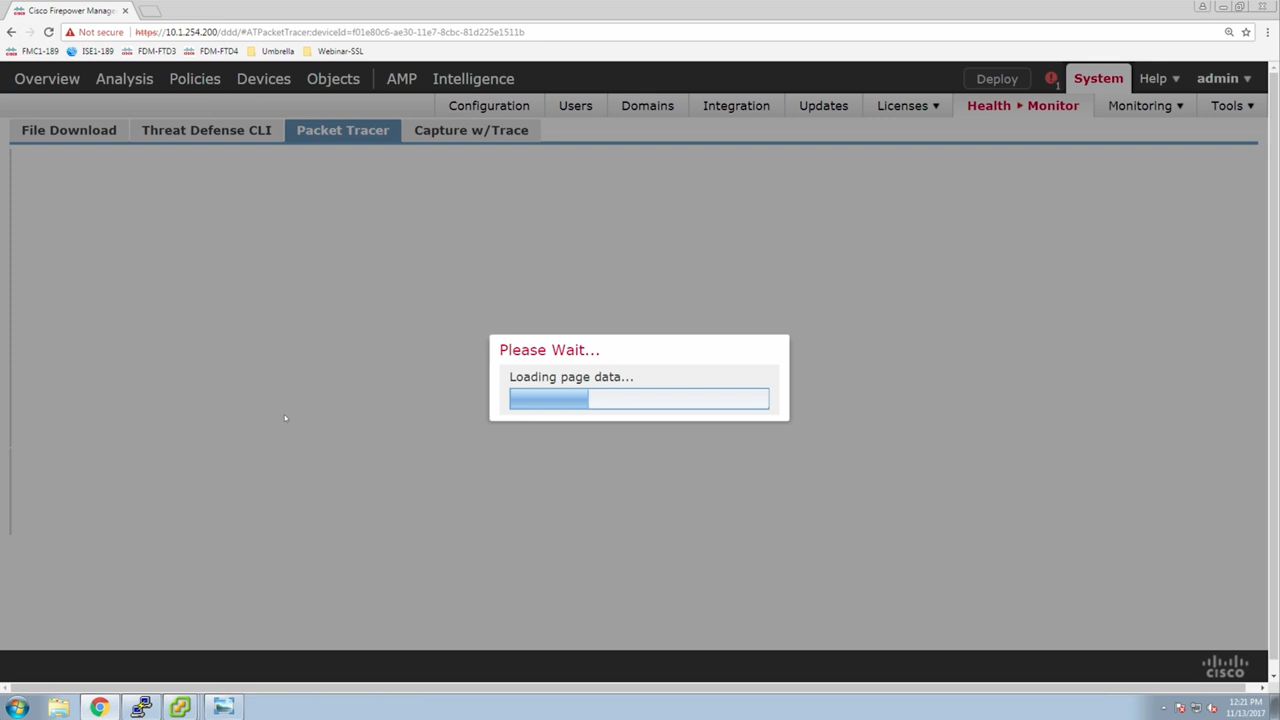 Cisco Firepower Manage
Not secure https://10.1.254.200/ddd/#ATPacketTracer;deviceId=f01e80c6-ae30-11e7-8cbc-81d225e1511b
FMC1-189 ISE1-189 FDM-FTD3 FDM-FTD4 Umbrella Webinar-SSL
Overview Analysis Policies Devices Objects AMP Intelligence Deploy 1 System Help admin
Configuration Users Domains Integration Updates Licenses Health Monitor Monitoring Tools
File Download Threat Defense CLI Packet Tracer Capture w/Trace
Please Wait...
Loading page data...
CISCO
12:21 PM
11/13/2017